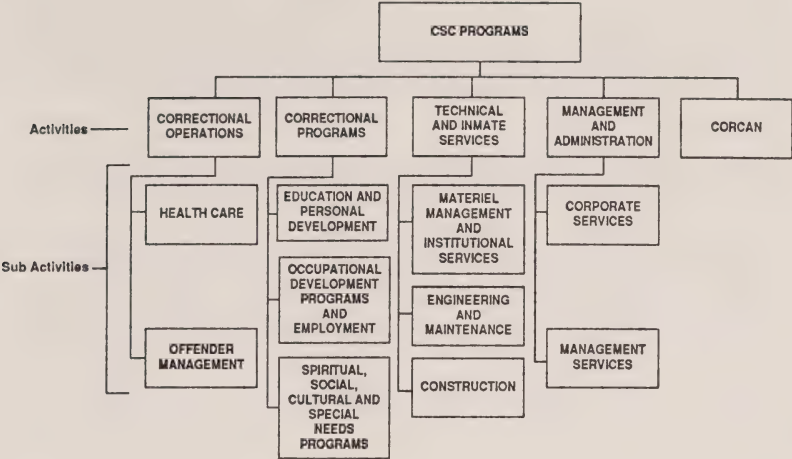 CSC PROGRAMS
Activities
CORRECTIONAL
OPERATIONS
CORRECTIONAL
PROGRAMS
TECHNICAL
AND INMATE
SERVICES
MANAGEMENT
AND
ADMINISTRATION
CORCAN
Sub Activities
HEALTH CARE
OFFENDER
MANAGEMENT
EDUCATION AND
PERSONAL
DEVELOPMENT
OCCUPATIONAL
DEVELOPMENT
PROGRAMS
AND
EMPLOYMENT
SPIRITUAL,
SOCIAL,
CULTURAL AND
SPECIAL
NEEDS
PROGRAMS
MATERIEL
MANAGEMENT
AND
INSTITUTIONAL
SERVICES
ENGINEERING
AND
MAINTENANCE
CONSTRUCTION
CORPORATE
SERVICES
MANAGEMENT
SERVICES